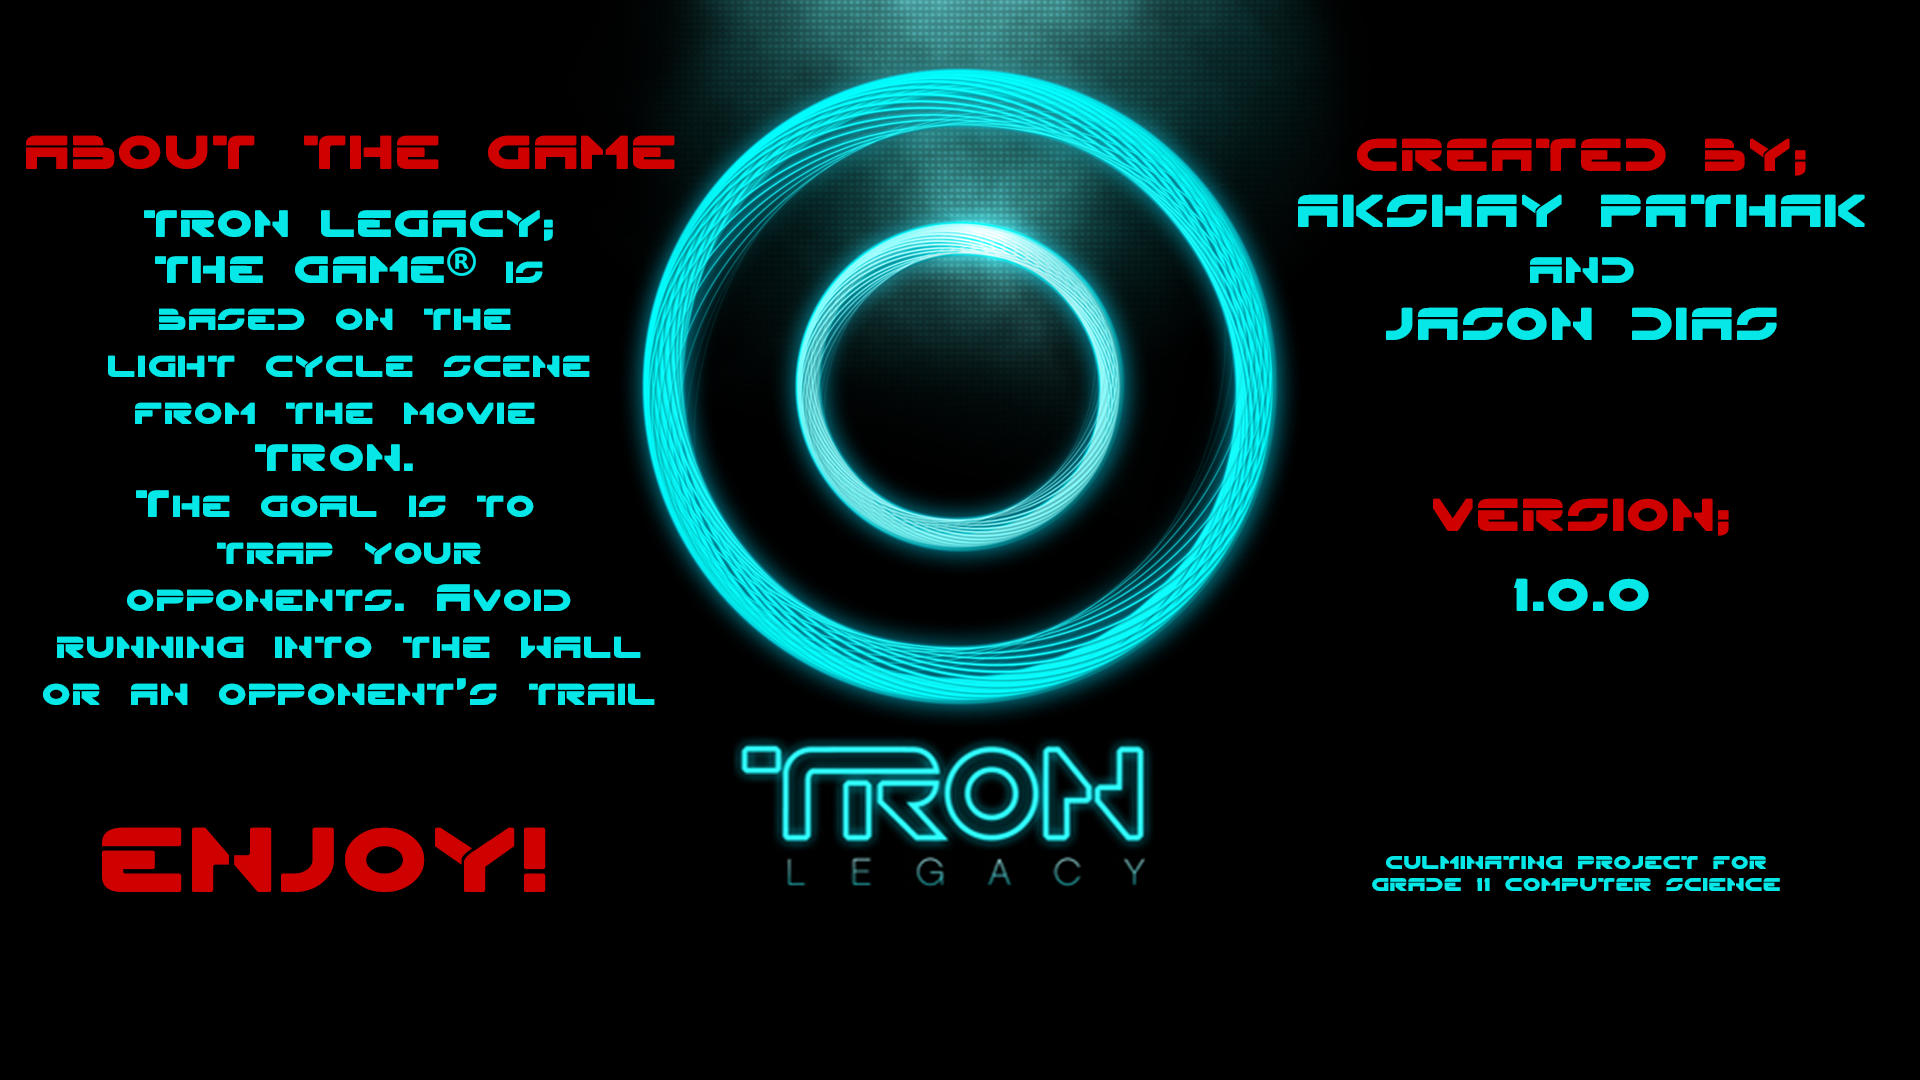 ABOUT THE GAME
TRON LEGACY;
THE GAME® IS
BASED ON THE
LIGHT CYCLE SCENE
FROM THE MOVIE
TRON.
THE GOAL IS TO
TRAP YOUR
OPPONENTS. AVOID
RUNNING INTO THE WALL
OR AN OPPONENT'S TRAIL
ENJOY!
TRON
LEGACY
CREATED BY;
AKSHAY PATHAK
AND
JASON DIAS
VERSION;
1.0.0
CULMINATING PROJECT FOR
GRADE 11 COMPUTER SCIENCE